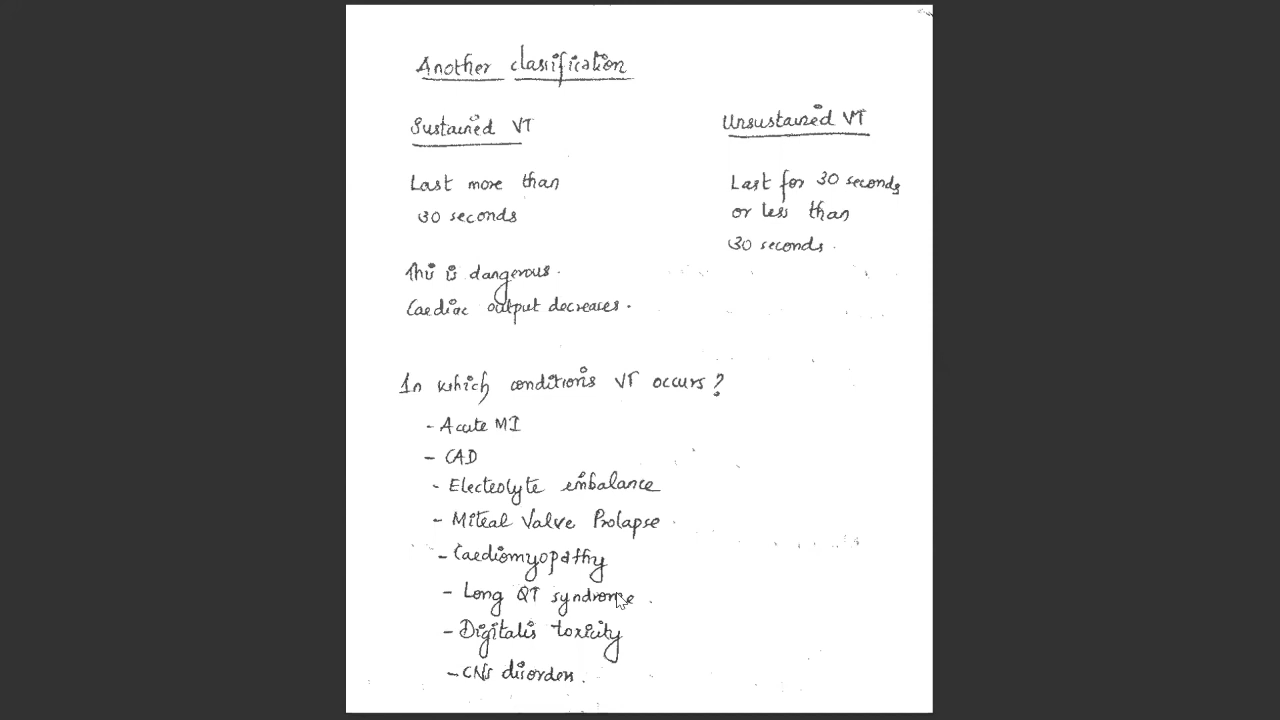 Another classification
Sustained VT
Last more than
30 seconds
This is dangerous.
Cardiac output decreases.
Unsustained VT
Last for 30 seconds
or less than
30 seconds.
In which conditions VT occurs?
- Acute MI
- CAD
- Electrolyte imbalance
- Mitral Valve Prolapse
- Cardiomyopathy
- Long QT syndrome.
- Digitalis toxicity
- CNS disorders.